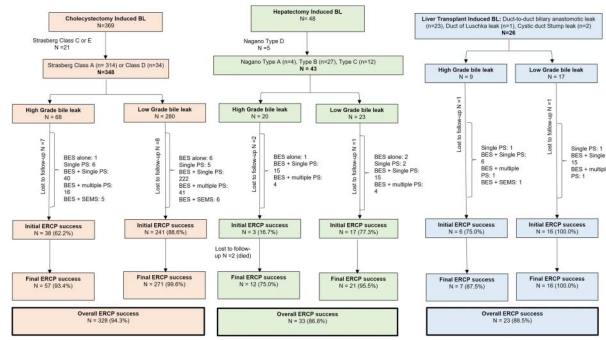 Cholecystectomy Induced BL
N=369
Strasberg Class C or E
N =21
Strasberg Class A (n= 314) or Class D (n=34)
N=348
High Grade bile leak
N = 68
Low Grade bile leak
N = 280
Lost to follow-up N =7
BES alone: 1
Single PS: 6
BES + Single PS:
40
BES + multiple PS:
16
BES + SEMS: 5
Lost to follow-up N =8
BES alone: 6
Single PS: 5
BES + Single PS:
222
BES + multiple PS:
41
BES + SEMS: 6
Initial ERCP success
N = 38 (62.2%)
Initial ERCP success
N = 241 (88.6%)
Final ERCP success
N = 57 (93.4%)
Final ERCP success
N = 271 (99.6%)
Overall ERCP success
N = 328 (94.3%)
Hepatectomy Induced BL
N= 48
Nagano Type D
N =5
Nagano Type A (n=4), Type B (n=27), Type C (n=12)
N = 43
High Grade bile leak
N = 20
Low Grade bile leak
N = 23
Lost to follow-up N =2
BES alone: 1
BES + Single PS:
15
BES + multiple PS:
4
Lost to follow-up N =1
BES alone: 2
Single PS: 2
BES + Single PS:
15
BES + multiple PS:
4
Initial ERCP success
N = 3 (16.7%)
Initial ERCP success
N = 17 (77.3%)
Lost to follow-
up N =2 (died)
Final ERCP success
N = 12 (75.0%)
Final ERCP success
N = 21 (95.5%)
Overall ERCP success
N = 33 (86.8%)
Liver Transplant Induced BL: Duct-to-duct biliary anastomotic leak
(n=23), Duct of Luschka leak (n=1), Cystic duct Stump leak (n=2)
N=26
High Grade bile leak
N = 9
Low Grade bile leak
N = 17
Lost to follow-up N =1
Single PS: 1
BES + Single PS:
6
BES + multiple
PS: 1
BES + SEMS: 1
Lost to follow-up N =1
Single PS: 1
BES + Single
15
BES + multipl
PS: 1
Initial ERCP success
N = 6 (75.0%)
Initial ERCP success
N = 16 (100.0%)
Final ERCP success
N = 7 (87.5%)
Final ERCP success
N = 16 (100.0%)
Overall ERCP success
N = 23 (88.5%)